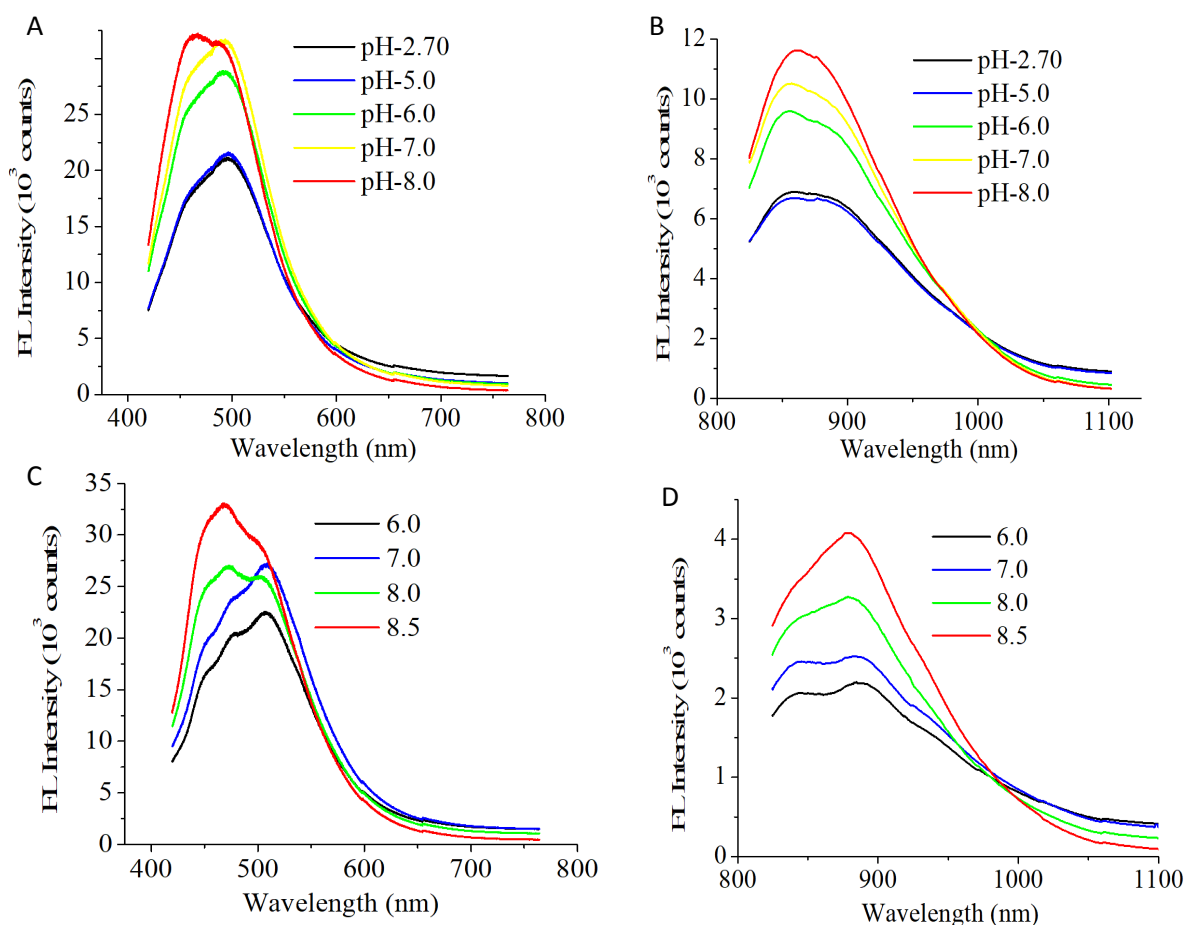 A
FL Intensity (10³ counts)
25
20
15
10
5
0
400 500 600 700 800
Wavelength (nm)
pH-2.70
pH-5.0
pH-6.0
pH-7.0
pH-8.0
B
FL Intensity (10³ counts)
12
10
8
6
4
2
0
800 900 1000 1100
Wavelength (nm)
pH-2.70
pH-5.0
pH-6.0
pH-7.0
pH-8.0
C
FL Intensity (10³ counts)
35
30
25
20
15
10
5
0
400 500 600 700 800
Wavelength (nm)
6.0
7.0
8.0
8.5
D
FL Intensity (10³ counts)
4
3
2
1
0
800 900 1000 1100
Wavelength (nm)
6.0
7.0
8.0
8.5